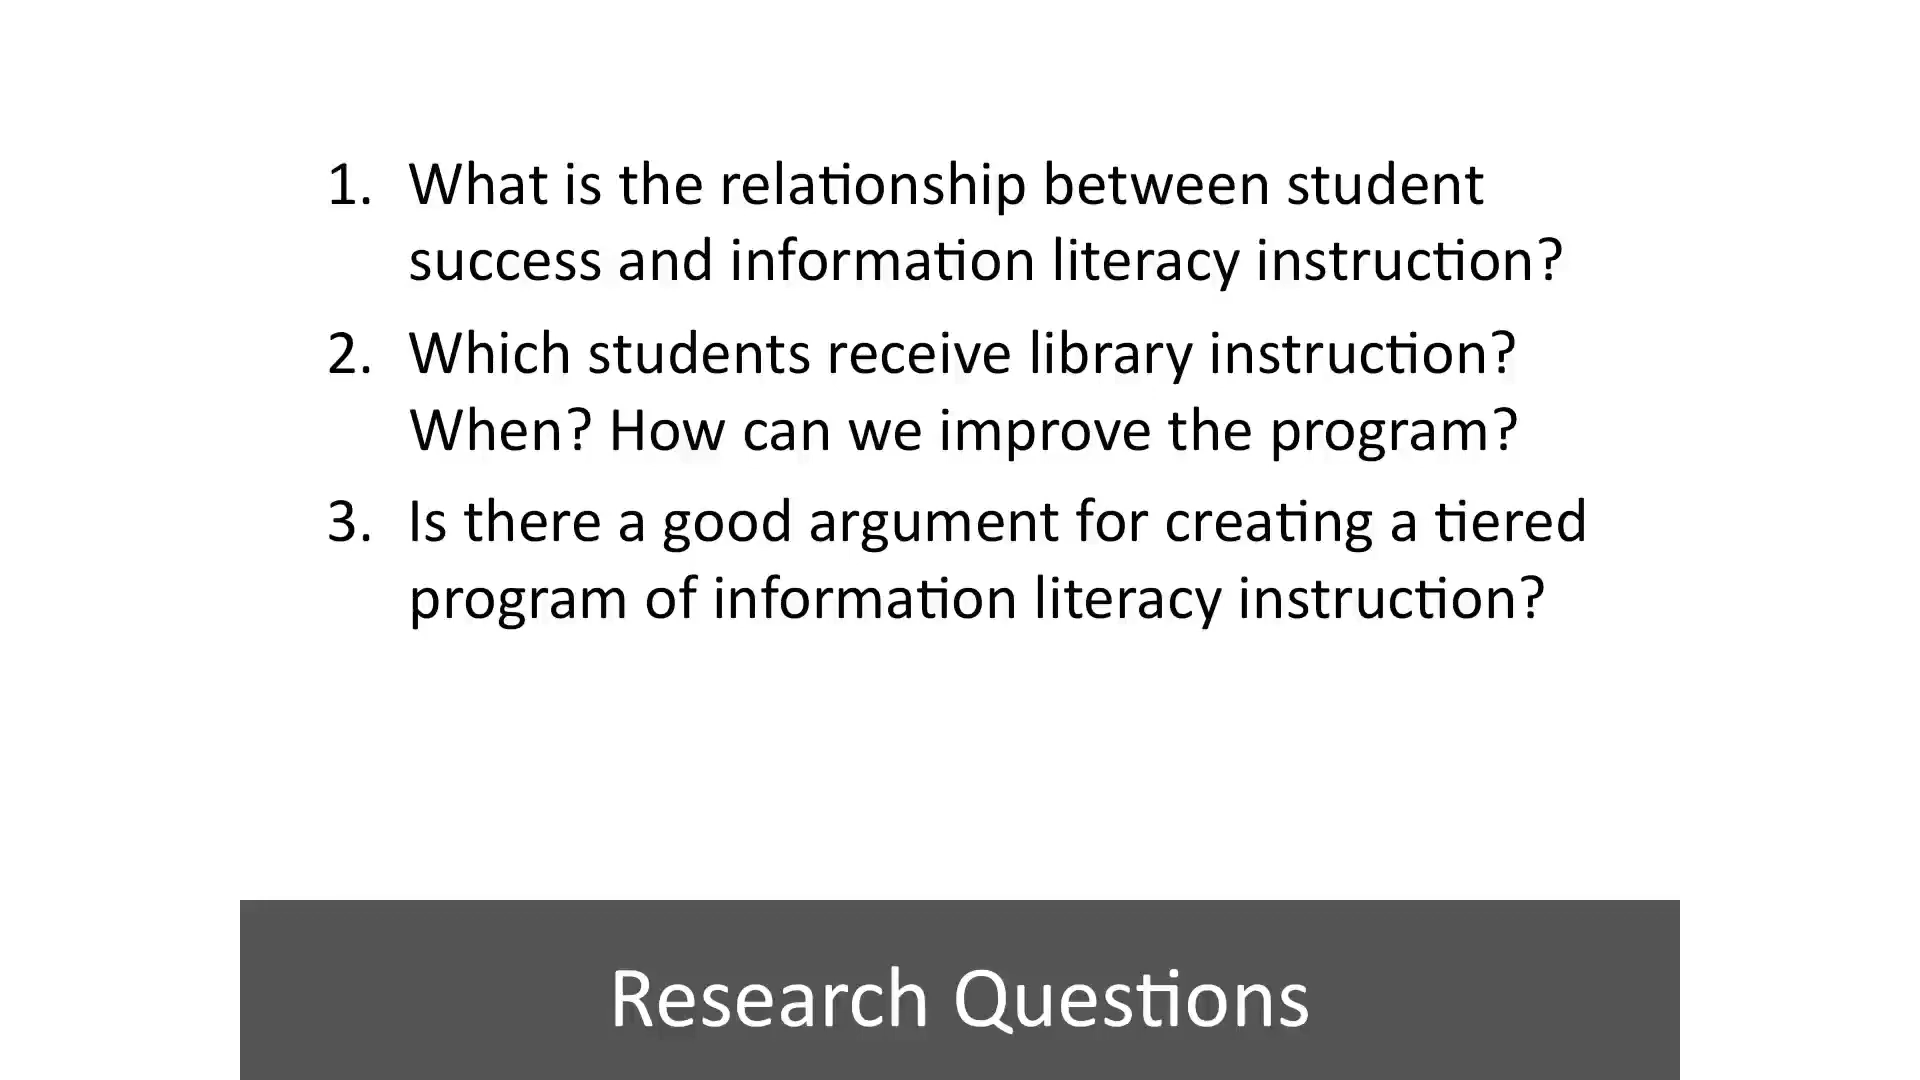 1. What is the relationship between student
success and information literacy instruction?
2. Which students receive library instruction?
When? How can we improve the program?
3. Is there a good argument for creating a tiered
program of information literacy instruction?
Research Questions